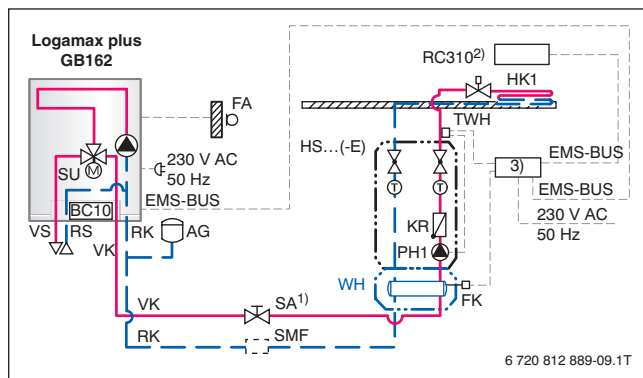 Logamax plus
GB162
RC310²⁾
HK1
FA
TWH
HS…(-E)
230 V AC
50 Hz
SU
M
3)
EMS-BUS
T
T
EMS-BUS
EMS-BUS
BC10
230 V AC
50 Hz
VS
RS
RK
AG
KR
VK
PH1
WH
FK
VK
SA¹⁾
RK
SMF
6 720 812 889-09.1T